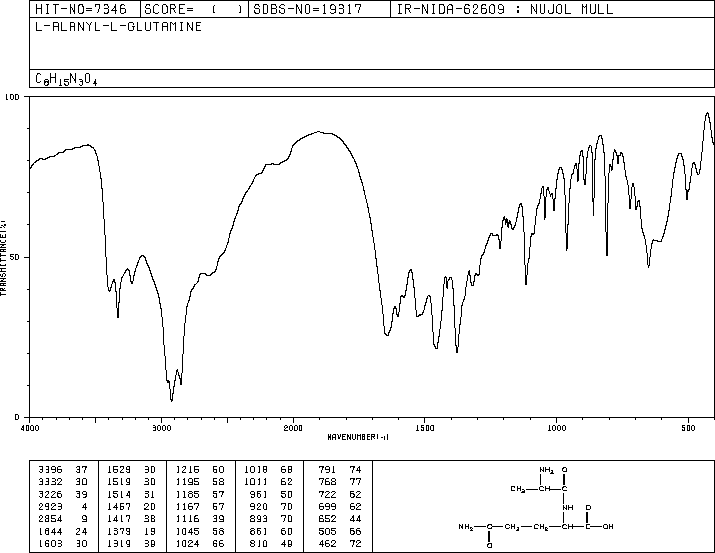 HIT-NO=7346 SCORE= ( ) SDBS-NO=19317 IR-NIDA-62609 : NUJOL MULL
L-ALANYL-L-GLUTAMINE
C8H15N3O4
100
50
0
TRANSMITTANCE(%)
4000 3000 2000 1500 1000 500
WAVENUMBER(-1)
3396 37 1529 30 1216 50 1018 68 791 74
3332 30 1519 30 1195 58 1011 62 768 77
3226 39 1514 31 1185 57 961 50 722 62
2923 4 1457 20 1167 57 920 70 699 62
2854 9 1417 38 1116 39 893 70 652 44
1644 24 1379 19 1045 58 861 60 505 66
1603 30 1319 39 1024 66 810 49 462 72
NH2 O
CH3 CH C
NH O
NH2 C CH2 CH2 CH C OH
O